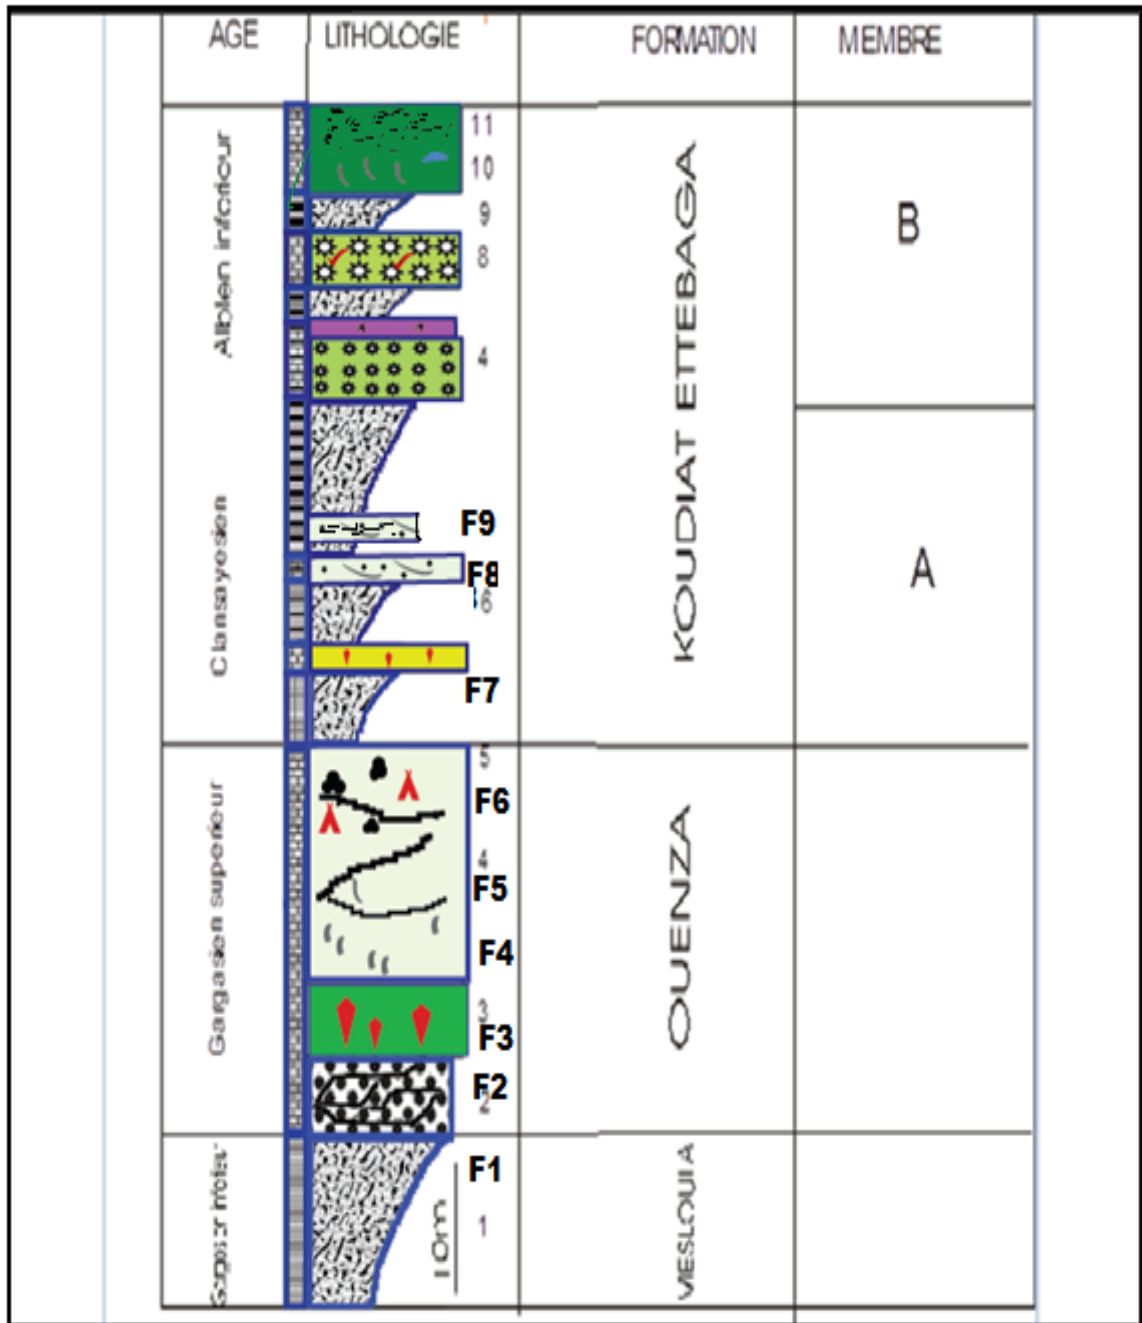 AGE LITHOLOGIE FORMATION MEMBRE
11
10
9
8
4
F9
F8
6
F7
5
F6
4
F5
F4
3
F3
F2
2
F1
1
10m
Albien inferieur
Clansayesien
Gargasien superieur
KOUDIAT ETTEBAGA
OUENZA
MESLOUIA
B
A